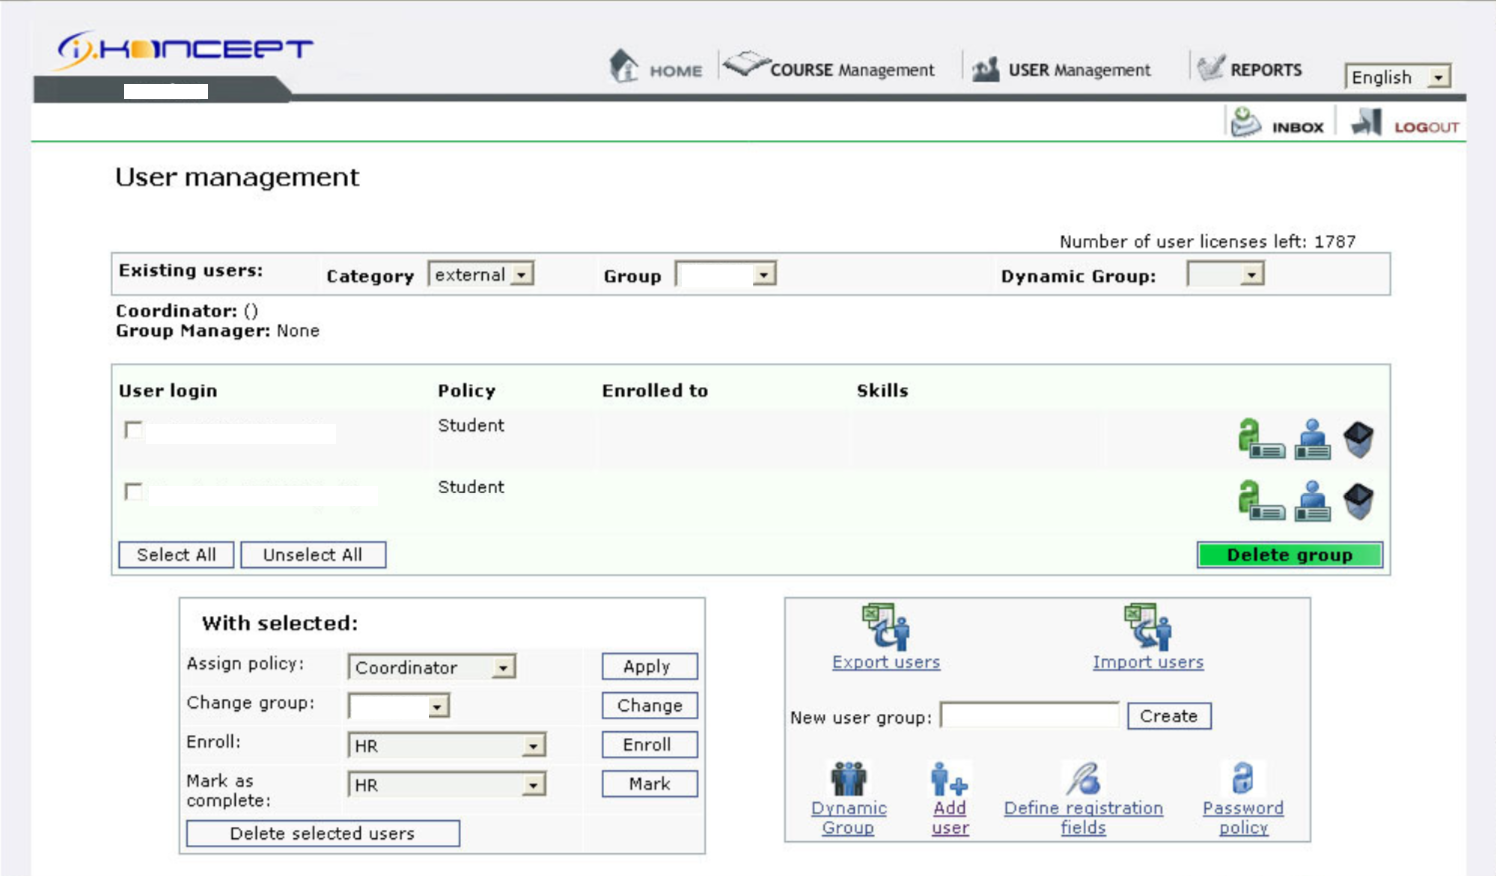 i.KONCEPT
HOME
COURSE Management
USER Management
REPORTS
English
INBOX
LOGOUT
User management
Number of user licenses left: 1787
Existing users:
Category
external
Group
Dynamic Group:
Coordinator: ()
Group Manager: None
User login
Policy
Enrolled to
Skills
Student
Student
Select All
Unselect All
Delete group
With selected:
Assign policy:
Coordinator
Apply
Change group:
Change
Enroll:
HR
Enroll
Mark as
complete:
HR
Mark
Delete selected users
Export users
Import users
New user group:
Create
Dynamic
Group
Add
user
Define registration
fields
Password
policy